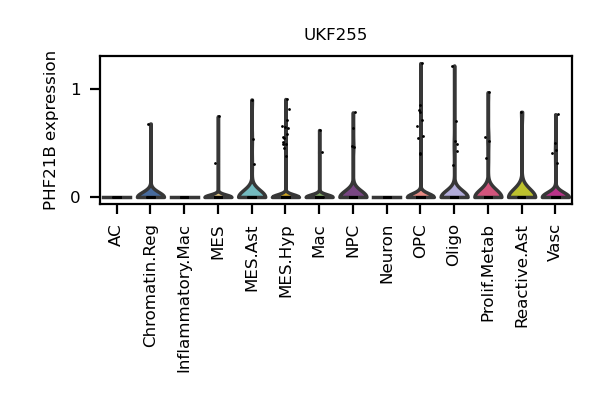 UKF255
PHF21B expression
1
0
AC
Chromatin.Reg
Inflammatory.Mac
MES
MES.Ast
MES.Hyp
Mac
NPC
Neuron
OPC
Oligo
Prolif.Metab
Reactive.Ast
Vasc